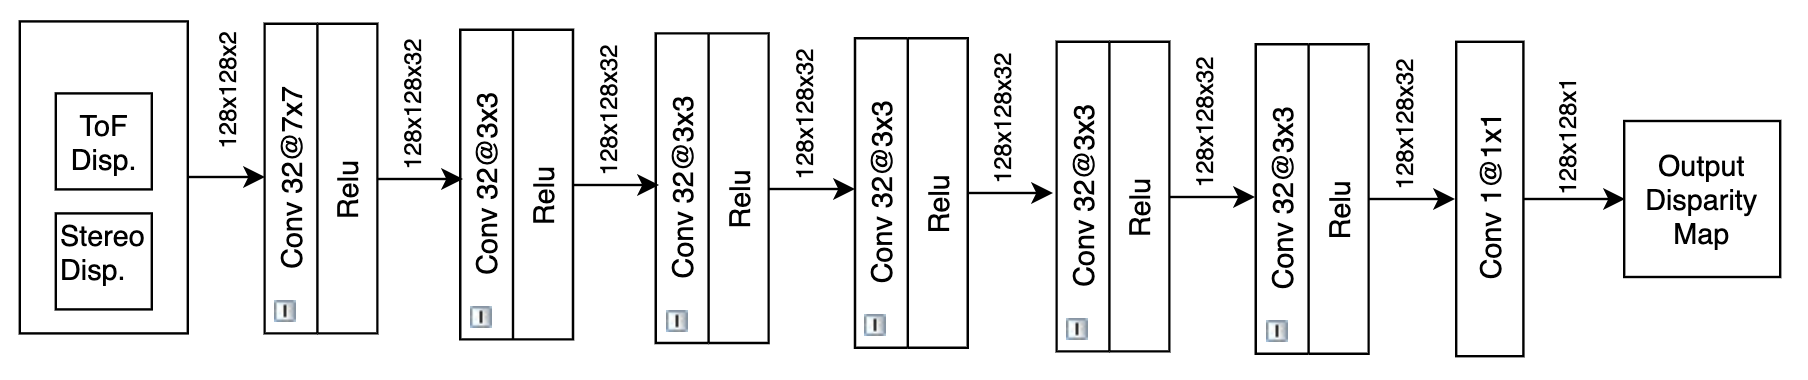 ToF
Disp.
Stereo
Disp.
128x128x2
Conv 32@7x7
Relu
128x128x32
Conv 32@3x3
Relu
128x128x32
Conv 32@3x3
Relu
128x128x32
Conv 32@3x3
Relu
128x128x32
Conv 32@3x3
Relu
128x128x32
Conv 32@3x3
Relu
128x128x32
Conv 1@1x1
128x128x1
Output
Disparity
Map